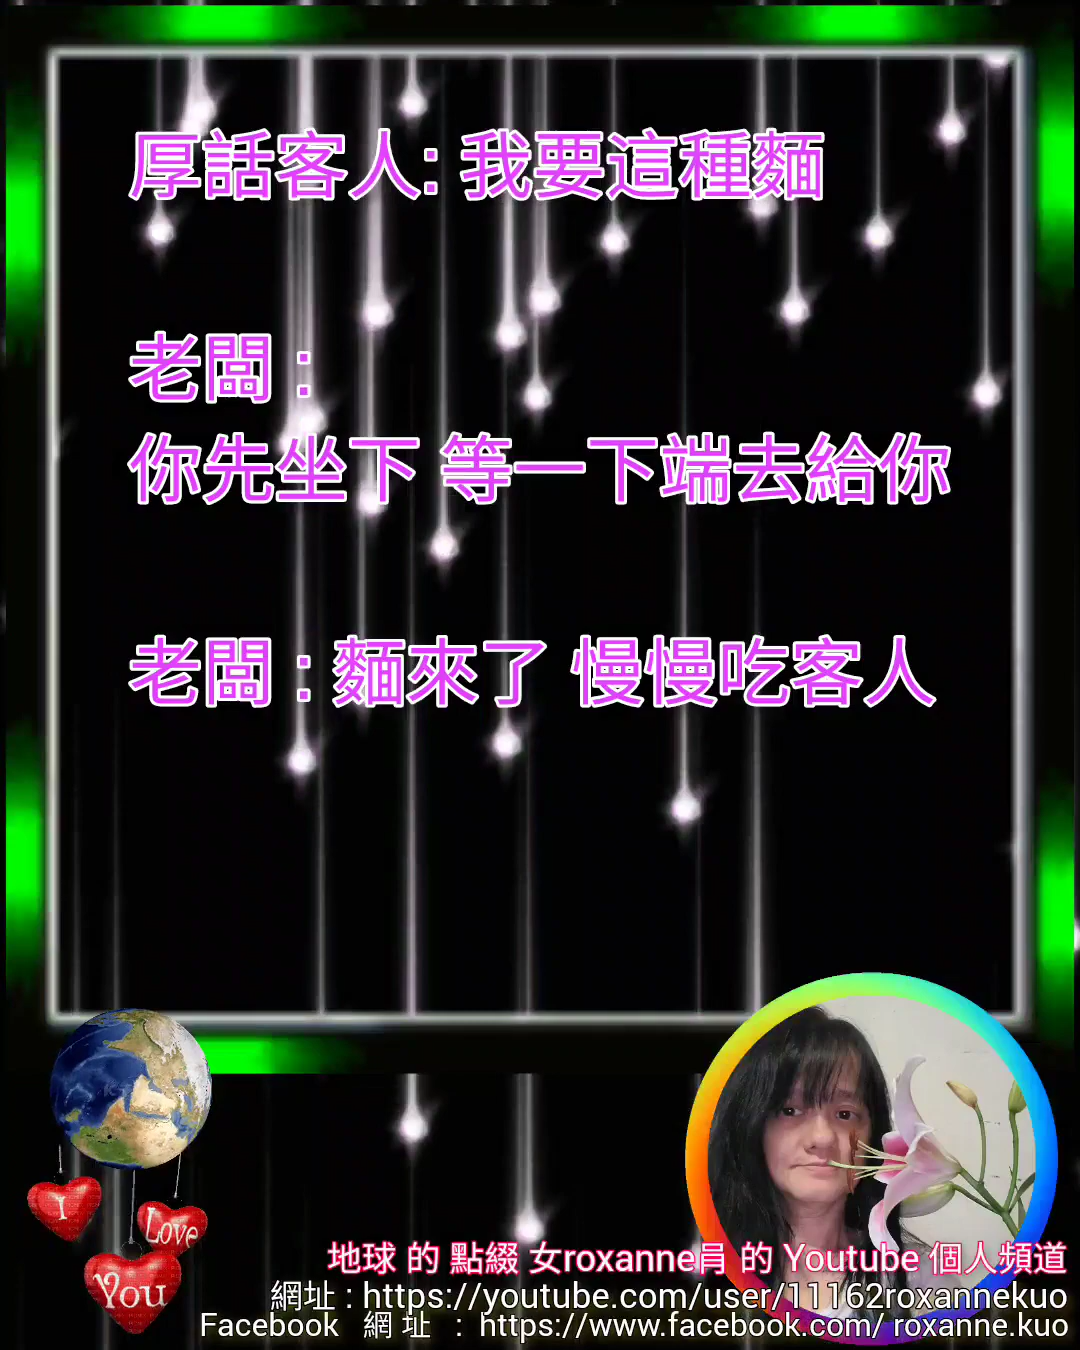 厚話客人: 我要這種麵
老闆 :
你先坐下 等一下端去給你
老闆 : 麵來了 慢慢吃客人
I
Love
You
地球 的 點綴 女roxanne肙 的 Youtube 個人頻道
網址 : https://youtube.com/user/11162roxannekuo
Facebook 網 址 : https://www.facebook.com/ roxanne.kuo